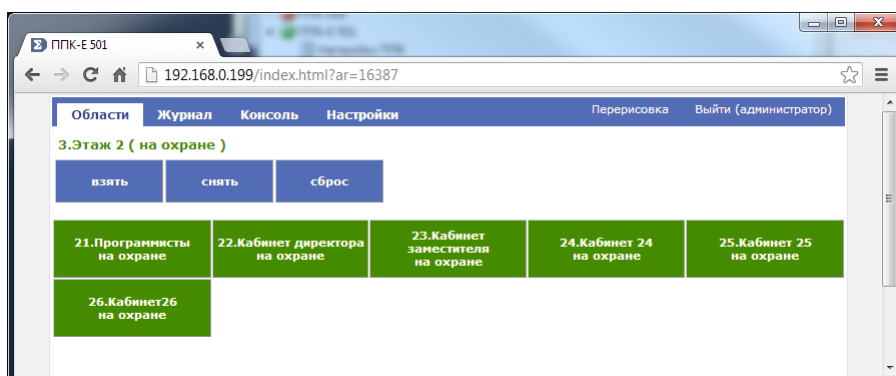 ППК-Е 501
192.168.0.199/index.html?ar=16387
Области Журнал Консоль Настройки Перерисовка Выйти (администратор)
3.Этаж 2 ( на охране )
взять снять сброс
21.Программисты
на охране
22.Кабинет директора
на охране
23.Кабинет
заместителя
на охране
24.Кабинет 24
на охране
25.Кабинет 25
на охране
26.Кабинет26
на охране